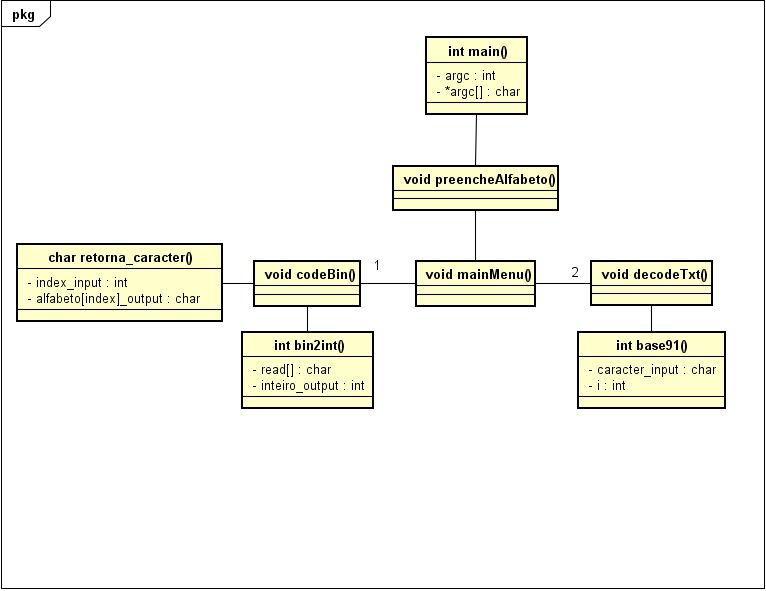 pkg
int main()
- argc : int
- *argc[] : char
void preencheAlfabeto()
char retorna_caracter()
- index_input : int
- alfabeto[index]_output : char
void codeBin()
1
void mainMenu()
2
void decodeTxt()
int bin2int()
- read[] : char
- inteiro_output : int
int base91()
- caracter_input : char
- i : int